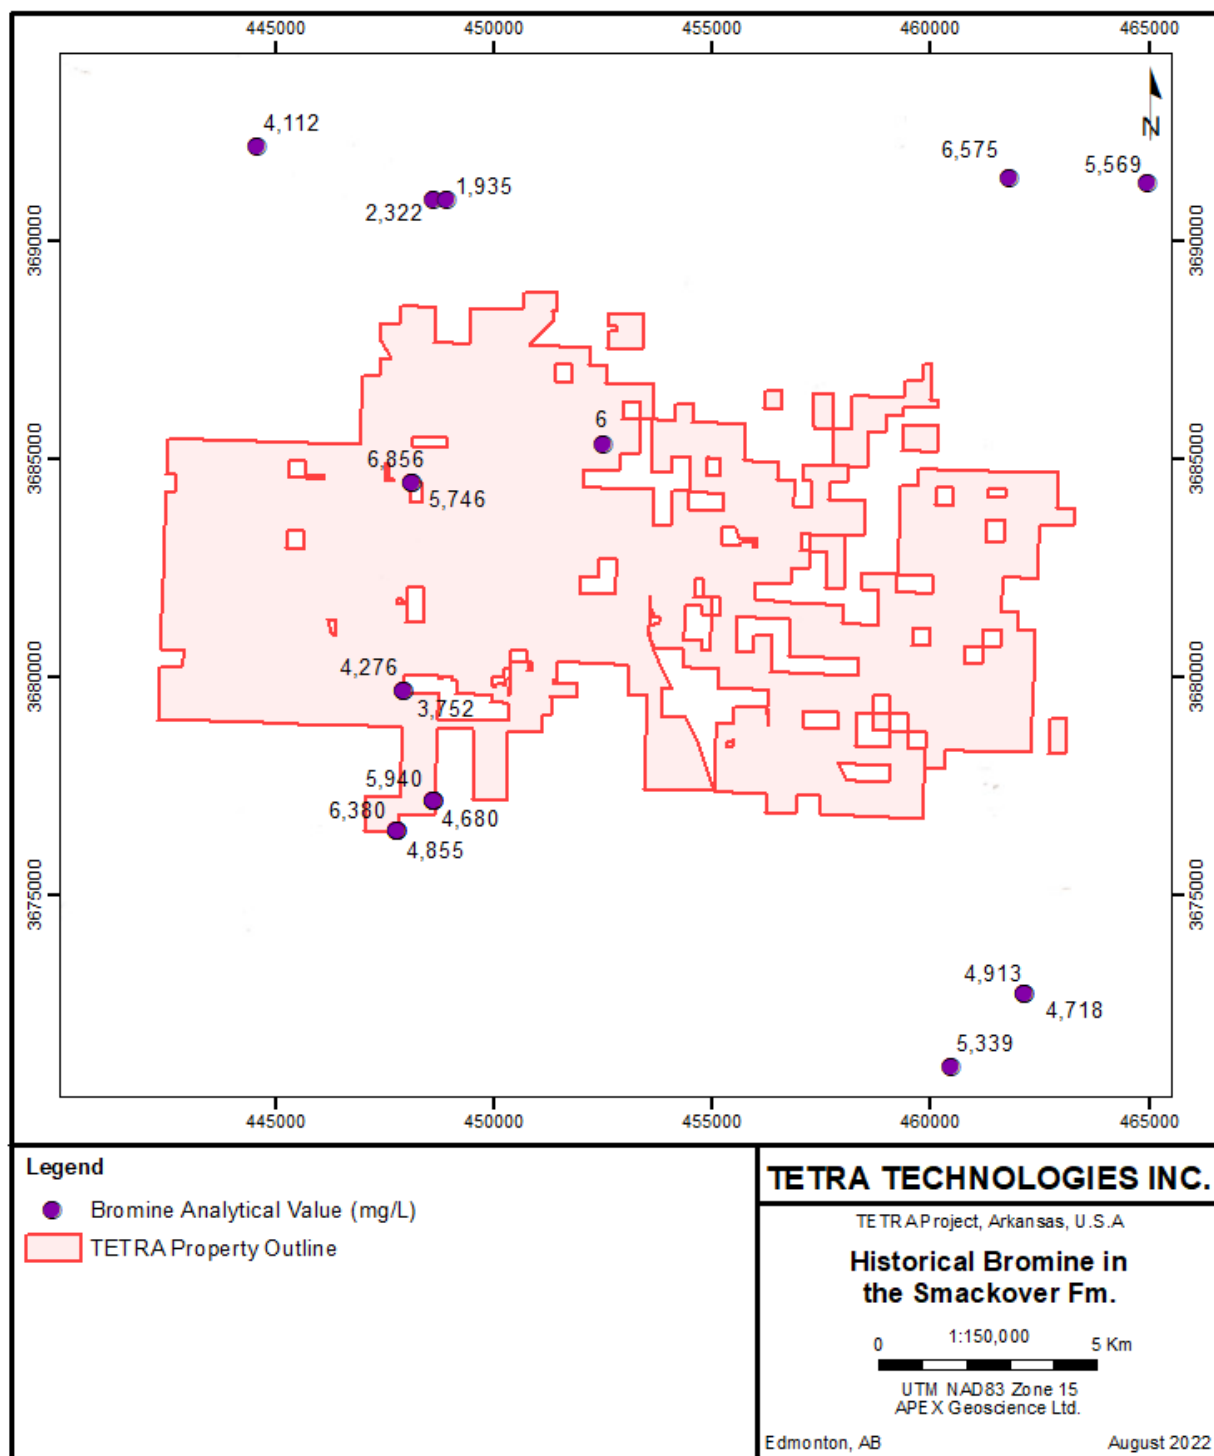 445000 450000 455000 460000 465000
4,112
N
6,575
5,569
1,935
2,322
3690000 3690000
6
6,856
3685000 3685000
5,746
4,276
3680000 3680000
3,752
5,940
6,380
4,680
4,855
3675000 3675000
4,913
4,718
5,339
445000 450000 455000 460000 465000
Legend
Bromine Analytical Value (mg/L)
TETRA Property Outline
TETRA TECHNOLOGIES INC.
TETRA Project, Arkansas, U.S.A
Historical Bromine in
the Smackover Fm.
1:150,000
0 5 Km
UTM NAD83 Zone 15
APEX Geoscience Ltd.
Edmonton, AB August 2022